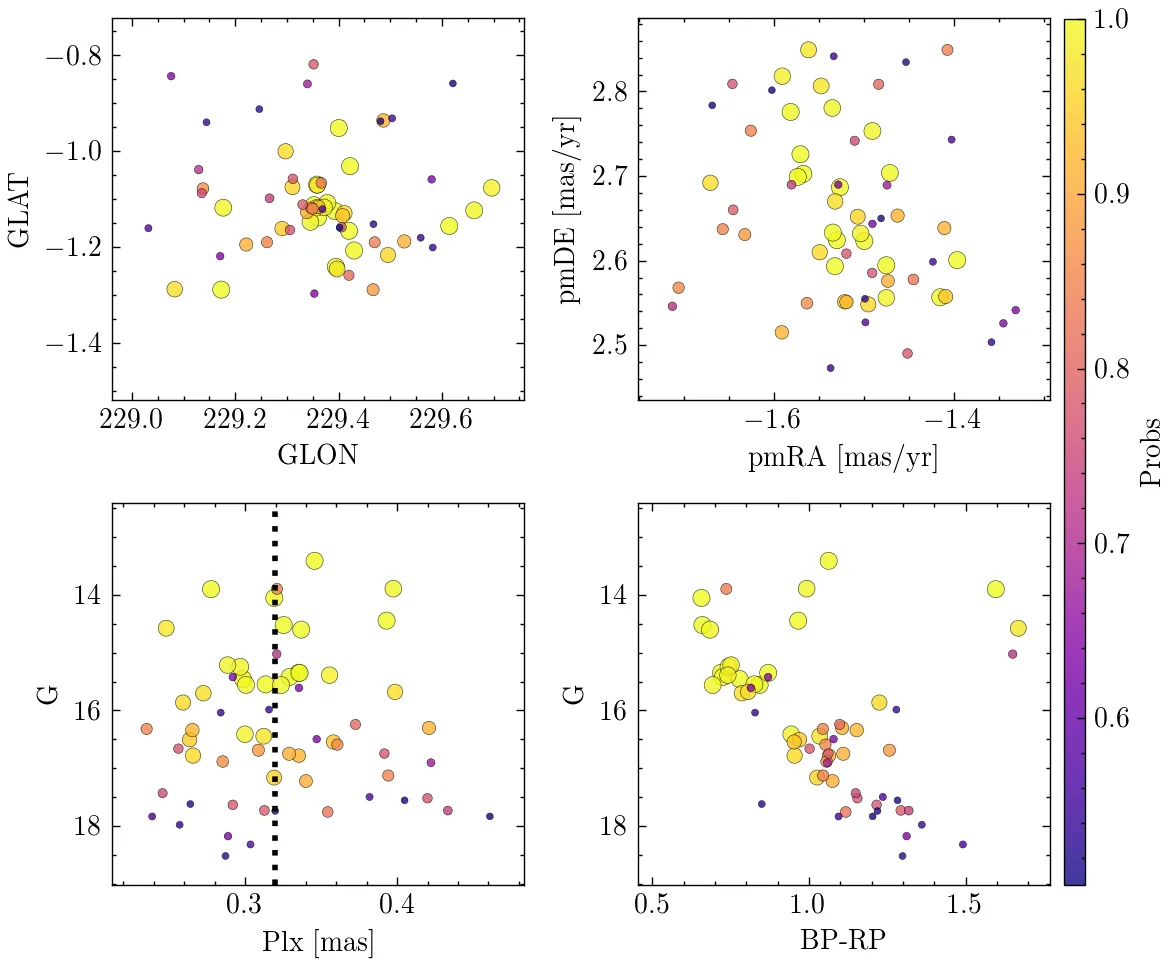 −0.8
−1.0
−1.2
−1.4
GLAT
229.0 229.2 229.4 229.6
GLON
2.8
2.7
2.6
2.5
pmDE [mas/yr]
−1.6 −1.4
pmRA [mas/yr]
14
16
18
G
0.3 0.4
Plx [mas]
14
16
18
G
0.5 1.0 1.5
BP-RP
1.0
0.9
0.8
0.7
0.6
Probs